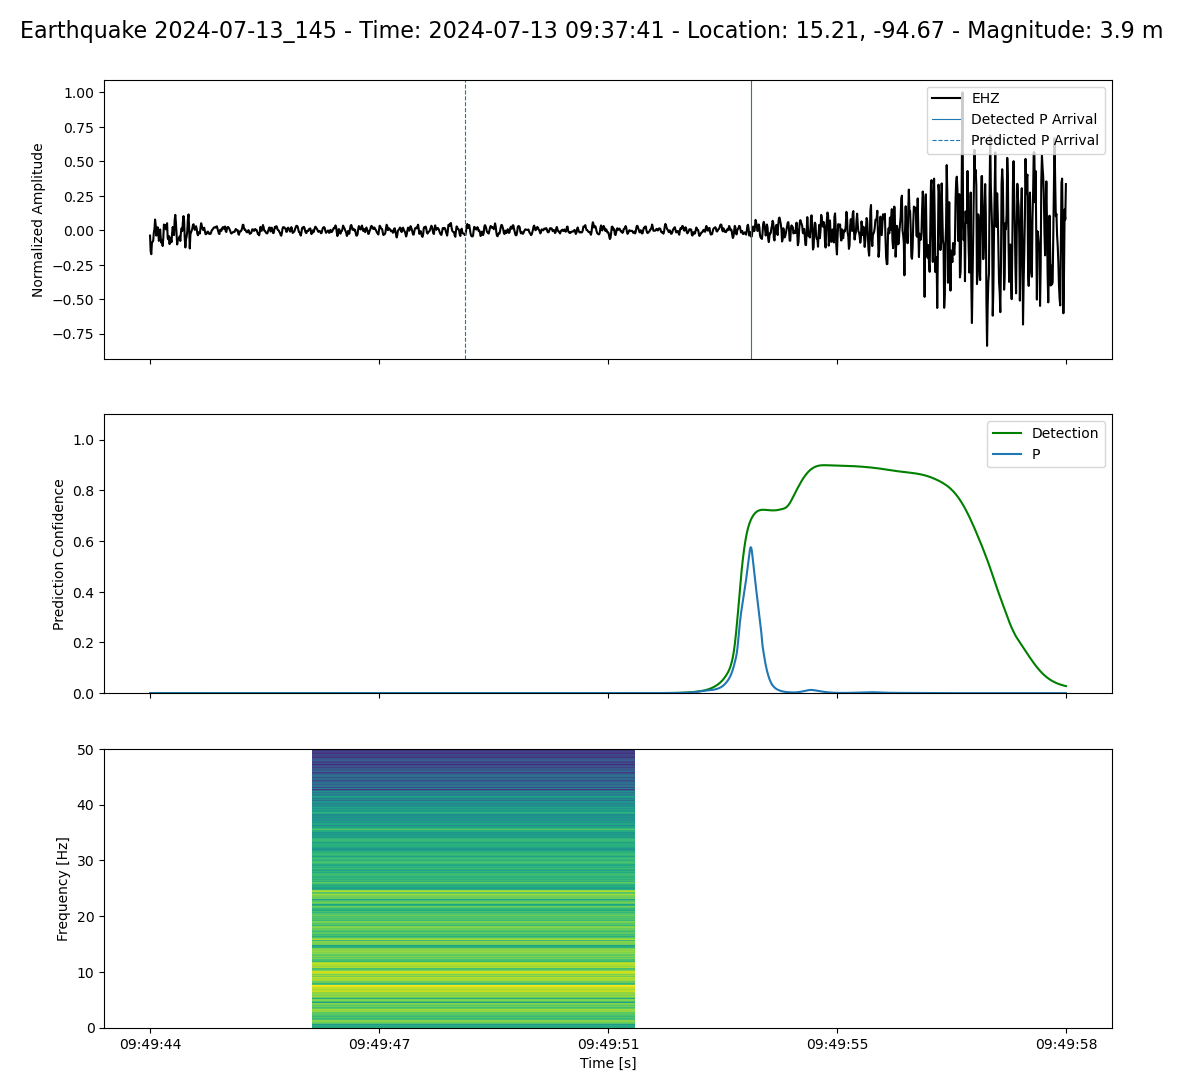 Earthquake 2024-07-13_145 - Time: 2024-07-13 09:37:41 - Location: 15.21, -94.67 - Magnitude: 3.9 m
Normalized Amplitude
1.00
0.75
0.50
0.25
0.00
−0.25
−0.50
−0.75
EHZ
Detected P Arrival
Predicted P Arrival
Prediction Confidence
1.0
0.8
0.6
0.4
0.2
0.0
Detection
P
Frequency [Hz]
50
40
30
20
10
0
09:49:44 09:49:47 09:49:51 09:49:55 09:49:58
Time [s]